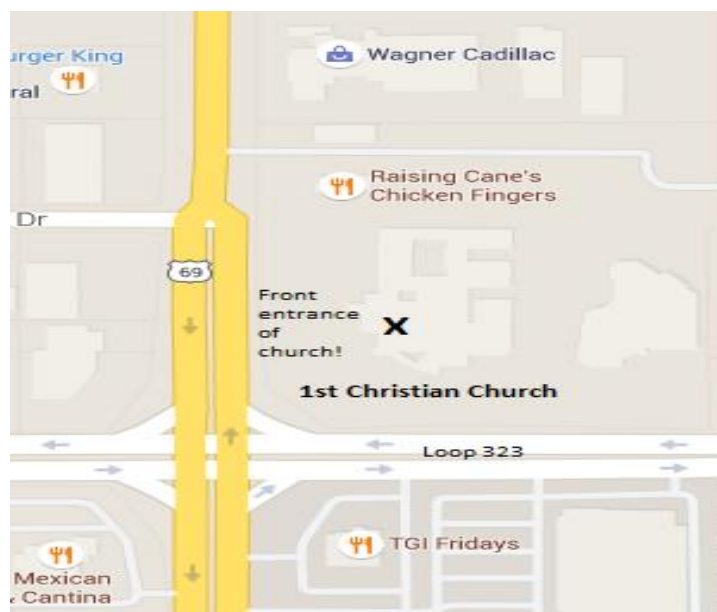 Wagner Cadillac
urger King
ral
Raising Cane's
Chicken Fingers
Dr
69
Front
entrance
of
church!
X
1st Christian Church
Loop 323
TGI Fridays
Mexican
& Cantina